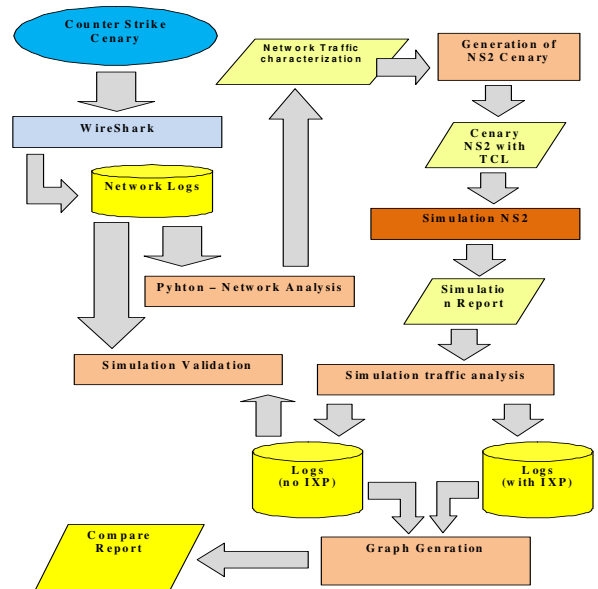 Counter Strike
Cenary
WireShark
Network Logs
Pyhton – Network Analysis
Network Traffic
characterization
Generation of
NS2 Cenary
Cenary
NS2 with
TCL
Simulation NS2
Simulatio
n Report
Simulation Validation
Simulation traffic analysis
Logs
(no IXP)
Logs
(with IXP)
Graph Genration
Compare
Report